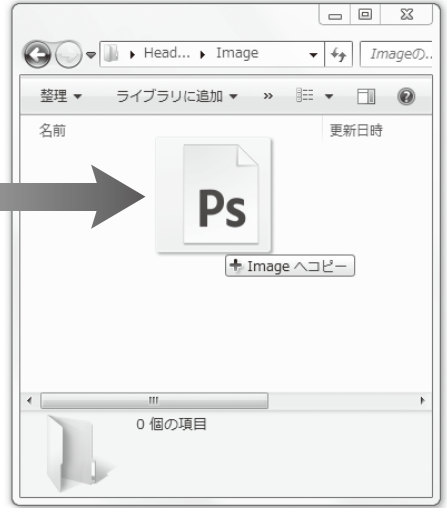 Head... Image Imageの..
整理 ライブラリに追加 »
名前 更新日時
Ps
Image へコピー
0 個の項目